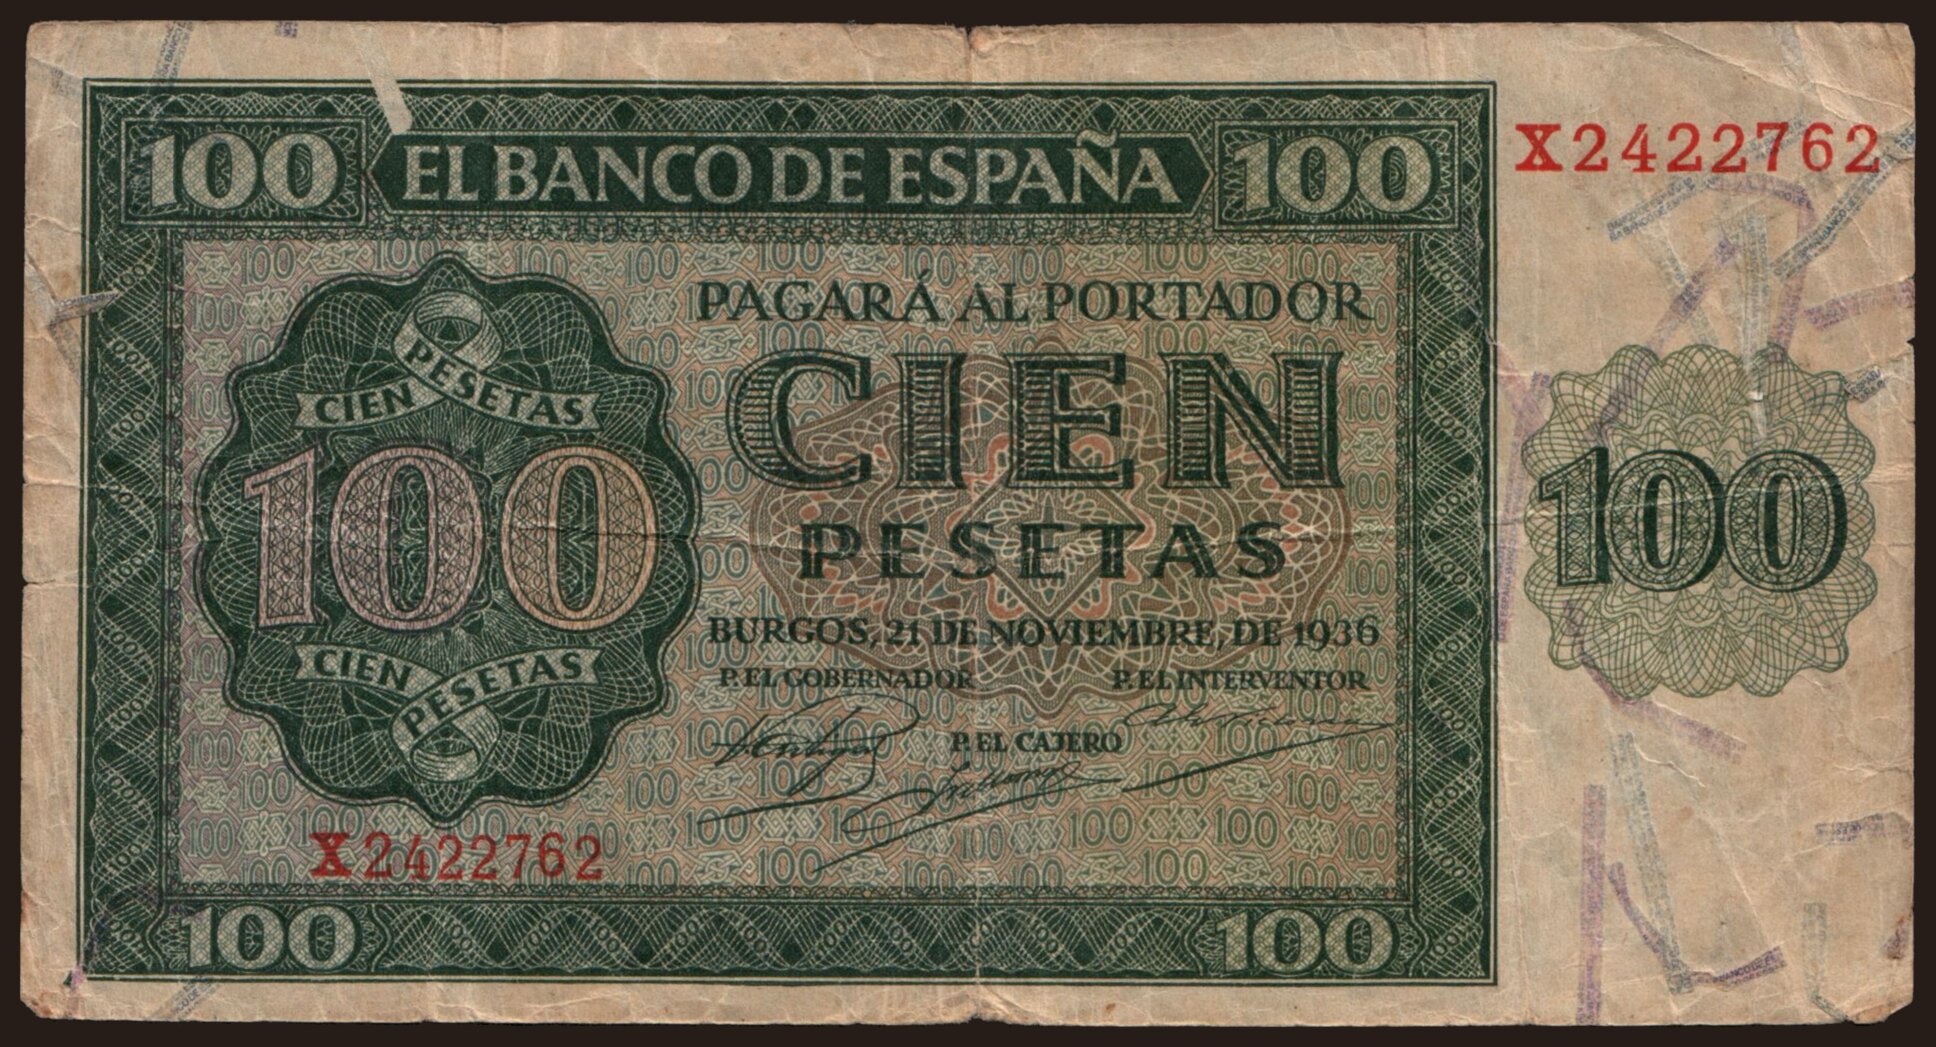 100 EL BANCO DE ESPAÑA 100
X2422762
PAGARÁ AL PORTADOR
CIEN PESETAS
100
CIEN PESETAS
CIEN
PESETAS
100
BURGOS, 21 DE NOVIEMBRE, DE 1936
P. EL GOBERNADOR P. EL INTERVENTOR
P. EL CAJERO
X2422762
100 100